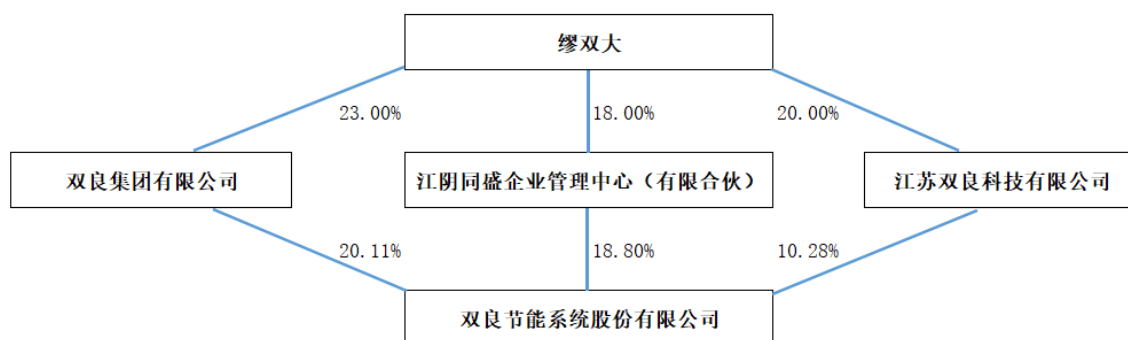 缪双大
23.00%
18.00%
20.00%
双良集团有限公司
江阴同盛企业管理中心（有限合伙）
江苏双良科技有限公司
20.11%
18.80%
10.28%
双良节能系统股份有限公司